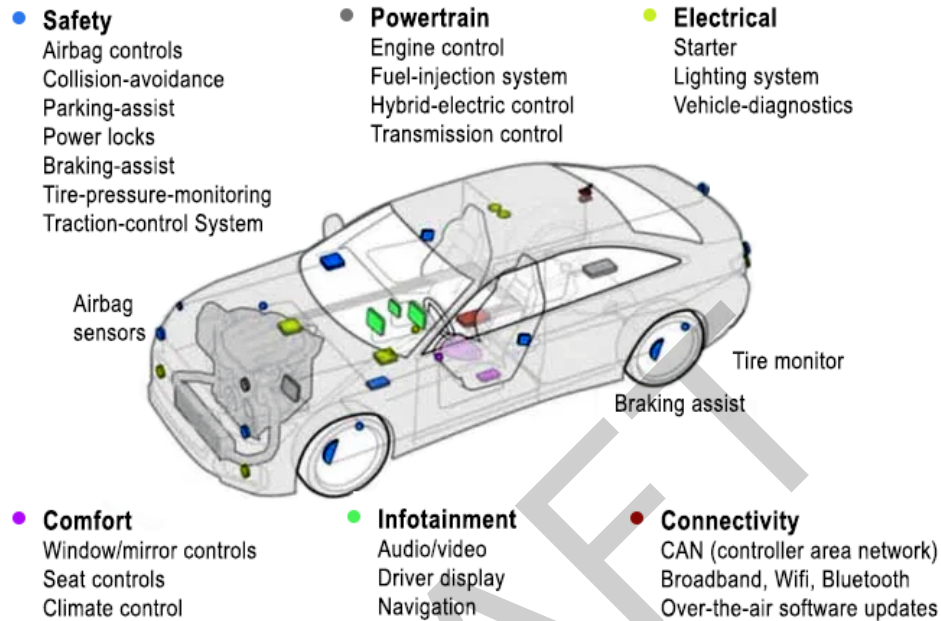 Safety
Airbag controls
Collision-avoidance
Parking-assist
Power locks
Braking-assist
Tire-pressure-monitoring
Traction-control System
Powertrain
Engine control
Fuel-injection system
Hybrid-electric control
Transmission control
Electrical
Starter
Lighting system
Vehicle-diagnostics
Airbag
sensors
Tire monitor
Braking assist
Comfort
Window/mirror controls
Seat controls
Climate control
Infotainment
Audio/video
Driver display
Navigation
Connectivity
CAN (controller area network)
Broadband, Wifi, Bluetooth
Over-the-air software updates